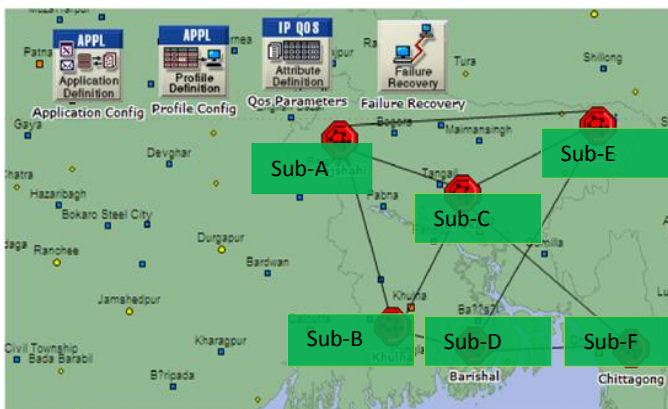 Patna
APPL
Application
Definition
Application Config
APPL
Profile
Definition
Profile Config
IP QOS
Attribute
Definition
Qos Parameters
Failure
Recovery
Failure Recovery
Tura
Shillong
Gaya
Bogora
Maimansingh
Devghar
Sub-A
Sub-E
Hazaribagh
Pabna
Tangail
Sub-C
Bokaro Steel City
Ranchee
Durgapur
Bardwan
Jamshedpur
Khulna
Ba??s?l
Sub-B
Sub-D
Sub-F
Kharagpur
Civil Township
Bada Barabil
B?ripada
Khulna
Barishal
Chittagong